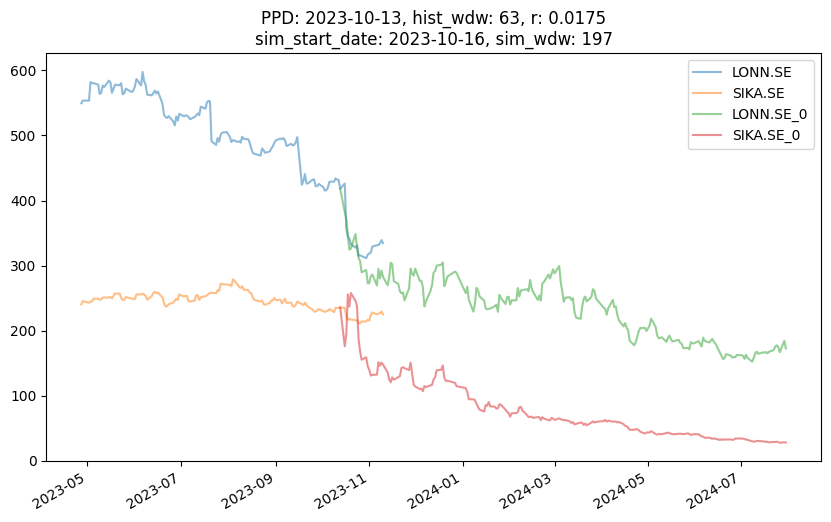 PPD: 2023-10-13, hist_wdw: 63, r: 0.0175
sim_start_date: 2023-10-16, sim_wdw: 197
LONN.SE
SIKA.SE
LONN.SE_0
SIKA.SE_0
600
500
400
300
200
100
0
2023-05
2023-07
2023-09
2023-11
2024-01
2024-03
2024-05
2024-07